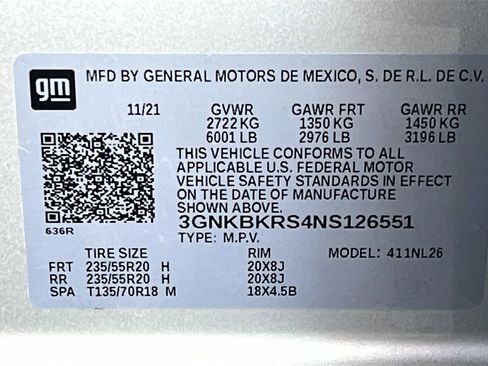 gm MFD BY GENERAL MOTORS DE MEXICO, S. DE R.L. DE C.V.
11/21 GVWR GAWR FRT GAWR RR
2722 KG 1350 KG 1450 KG
6001 LB 2976 LB 3196 LB
THIS VEHICLE CONFORMS TO ALL
APPLICABLE U.S. FEDERAL MOTOR
VEHICLE SAFETY STANDARDS IN EFFECT
ON THE DATE OF MANUFACTURE
SHOWN ABOVE.
3GNKBKRS4NS126551
636R
TYPE: M.P.V.
TIRE SIZE RIM MODEL: 411NL26
FRT 235/55R20 H 20X8J
RR 235/55R20 H 20X8J
SPA T135/70R18 M 18X4.5B